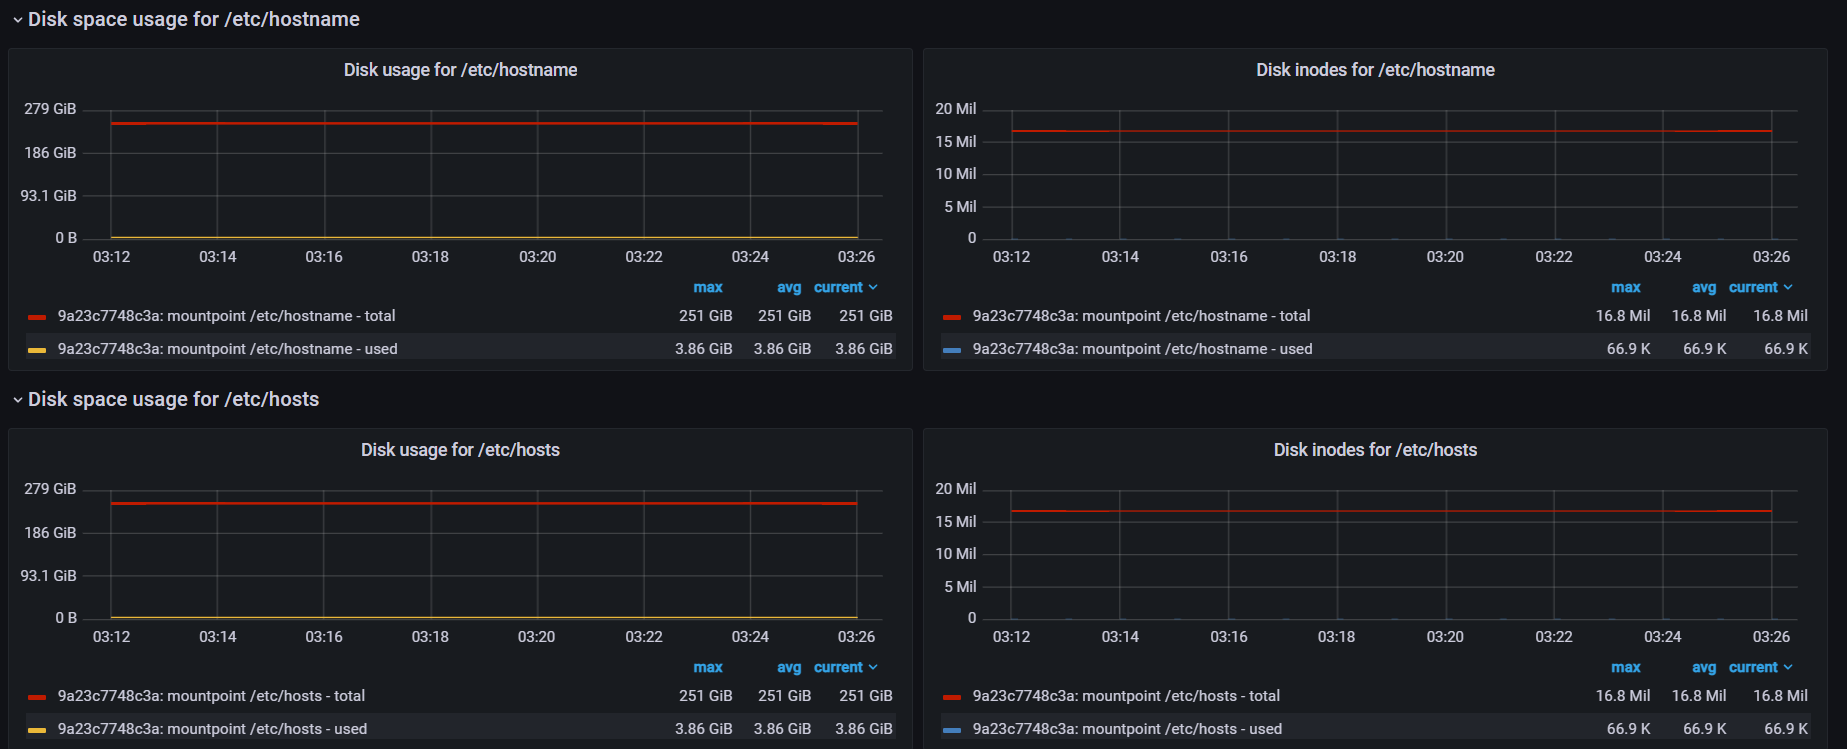 Disk space usage for /etc/hostname
Disk usage for /etc/hostname
279 GiB
186 GiB
93.1 GiB
0 B
03:12 03:14 03:16 03:18 03:20 03:22 03:24 03:26
max avg current
9a23c7748c3a: mountpoint /etc/hostname - total 251 GiB 251 GiB 251 GiB
9a23c7748c3a: mountpoint /etc/hostname - used 3.86 GiB 3.86 GiB 3.86 GiB
Disk inodes for /etc/hostname
20 Mil
15 Mil
10 Mil
5 Mil
0
03:12 03:14 03:16 03:18 03:20 03:22 03:24 03:26
max avg current
9a23c7748c3a: mountpoint /etc/hostname - total 16.8 Mil 16.8 Mil 16.8 Mil
9a23c7748c3a: mountpoint /etc/hostname - used 66.9 K 66.9 K 66.9 K
Disk space usage for /etc/hosts
Disk usage for /etc/hosts
279 GiB
186 GiB
93.1 GiB
0 B
03:12 03:14 03:16 03:18 03:20 03:22 03:24 03:26
max avg current
9a23c7748c3a: mountpoint /etc/hosts - total 251 GiB 251 GiB 251 GiB
9a23c7748c3a: mountpoint /etc/hosts - used 3.86 GiB 3.86 GiB 3.86 GiB
Disk inodes for /etc/hosts
20 Mil
15 Mil
10 Mil
5 Mil
0
03:12 03:14 03:16 03:18 03:20 03:22 03:24 03:26
max avg current
9a23c7748c3a: mountpoint /etc/hosts - total 16.8 Mil 16.8 Mil 16.8 Mil
9a23c7748c3a: mountpoint /etc/hosts - used 66.9 K 66.9 K 66.9 K